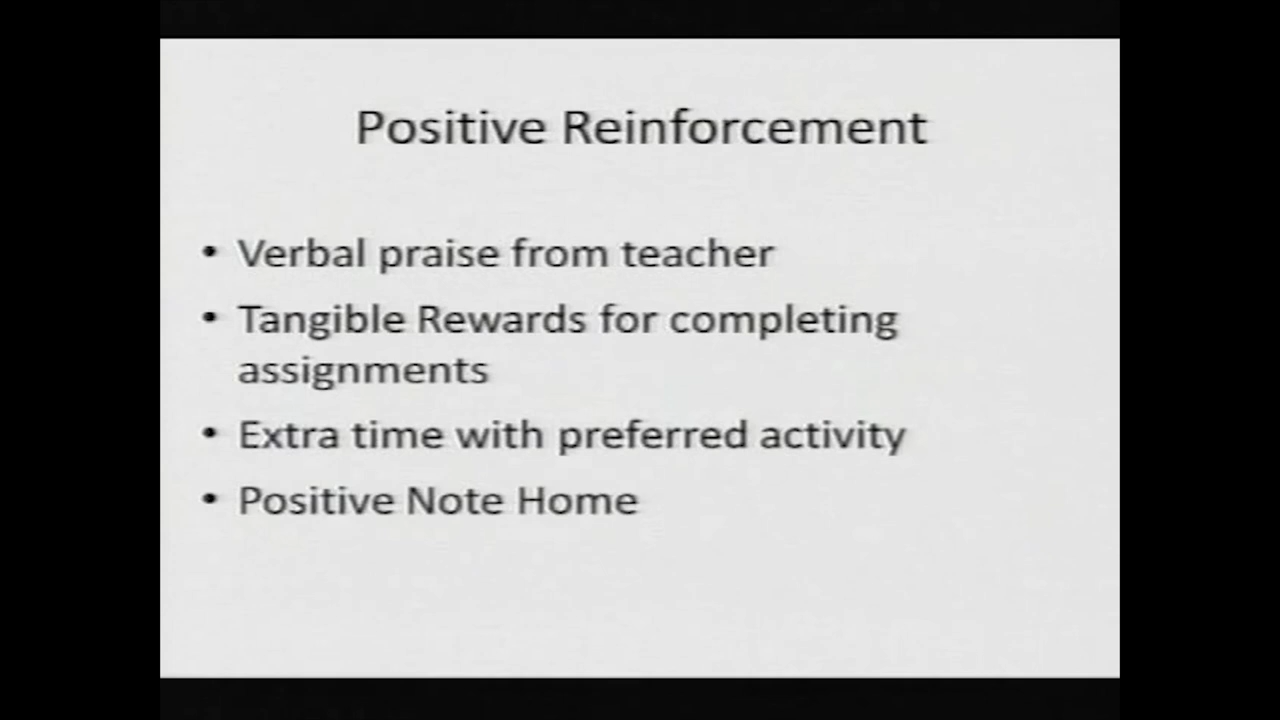 Positive Reinforcement
• Verbal praise from teacher
• Tangible Rewards for completing
assignments
• Extra time with preferred activity
• Positive Note Home